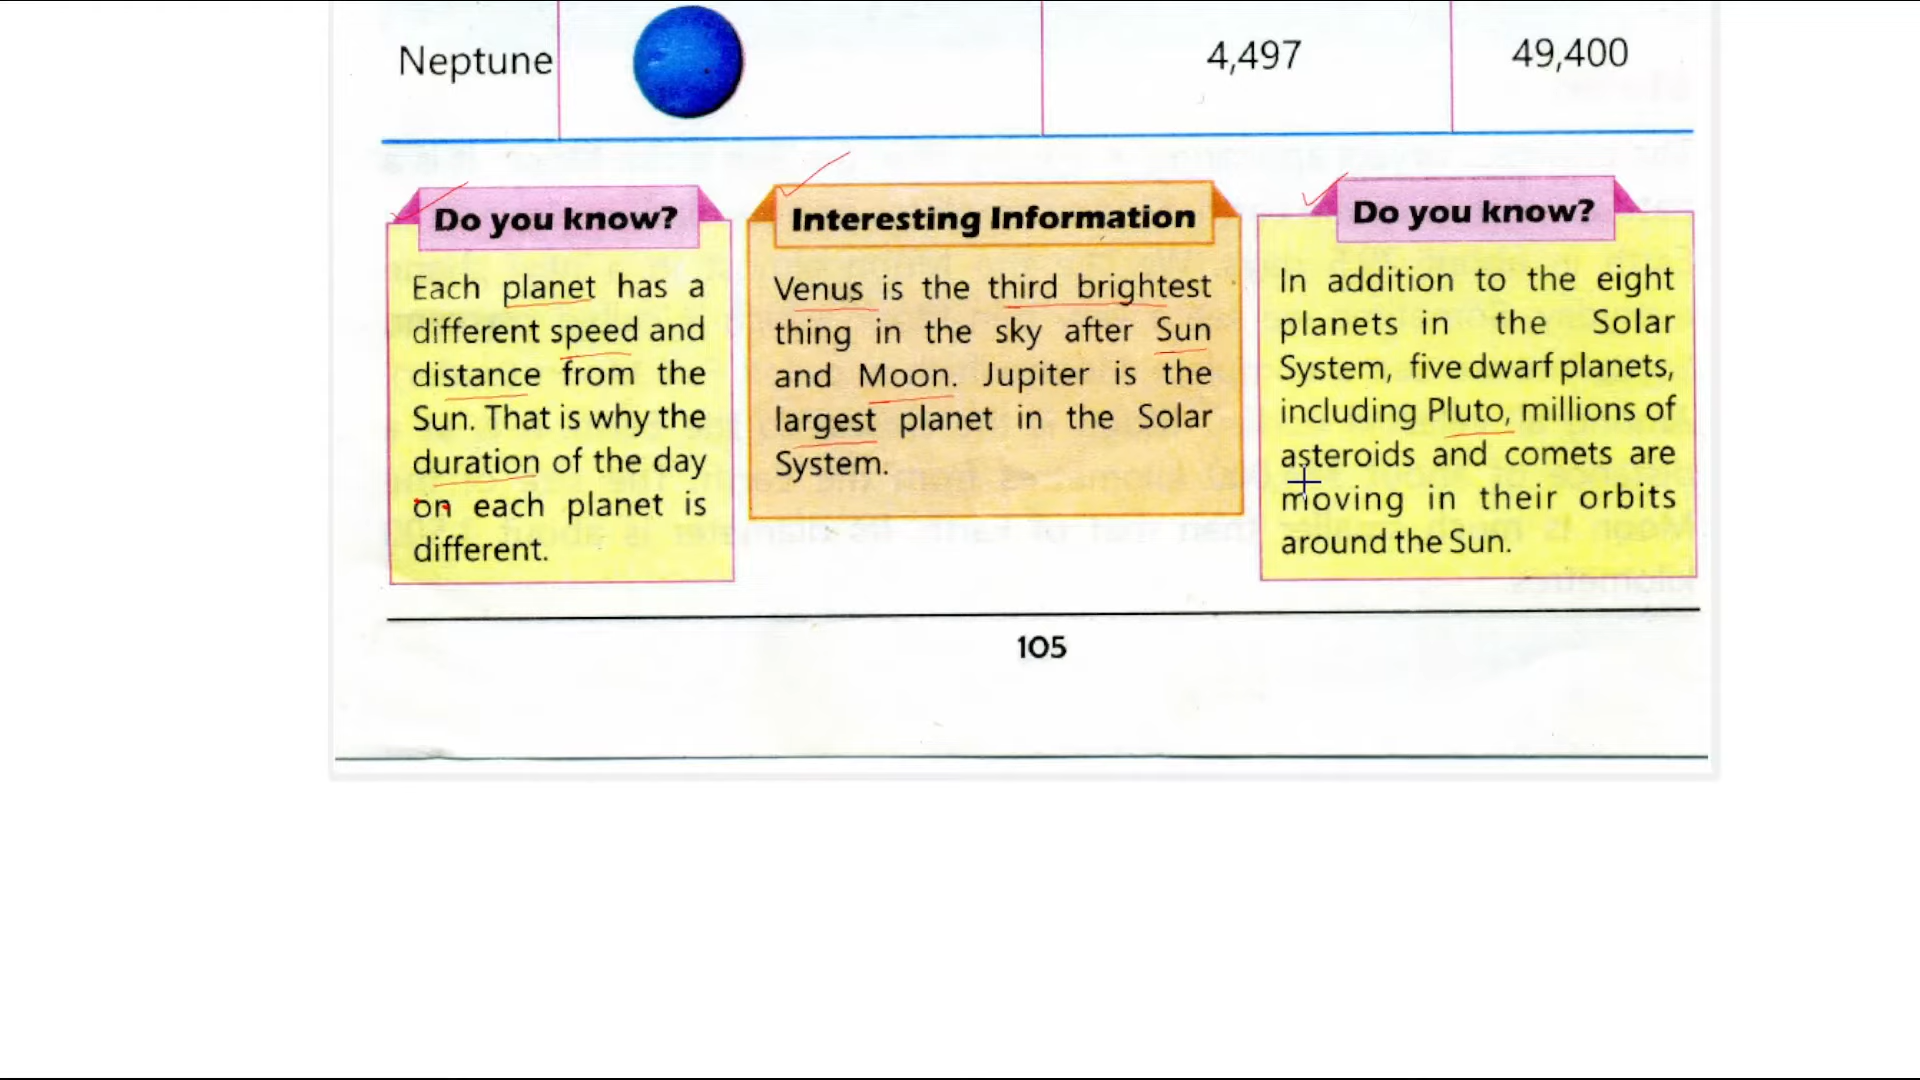 Neptune 4,497 49,400
Do you know?
Each planet has a
different speed and
distance from the
Sun. That is why the
duration of the day
on each planet is
different.
Interesting Information
Venus is the third brightest
thing in the sky after Sun
and Moon. Jupiter is the
largest planet in the Solar
System.
Do you know?
In addition to the eight
planets in the Solar
System, five dwarf planets,
including Pluto, millions of
asteroids and comets are
moving in their orbits
around the Sun.
105